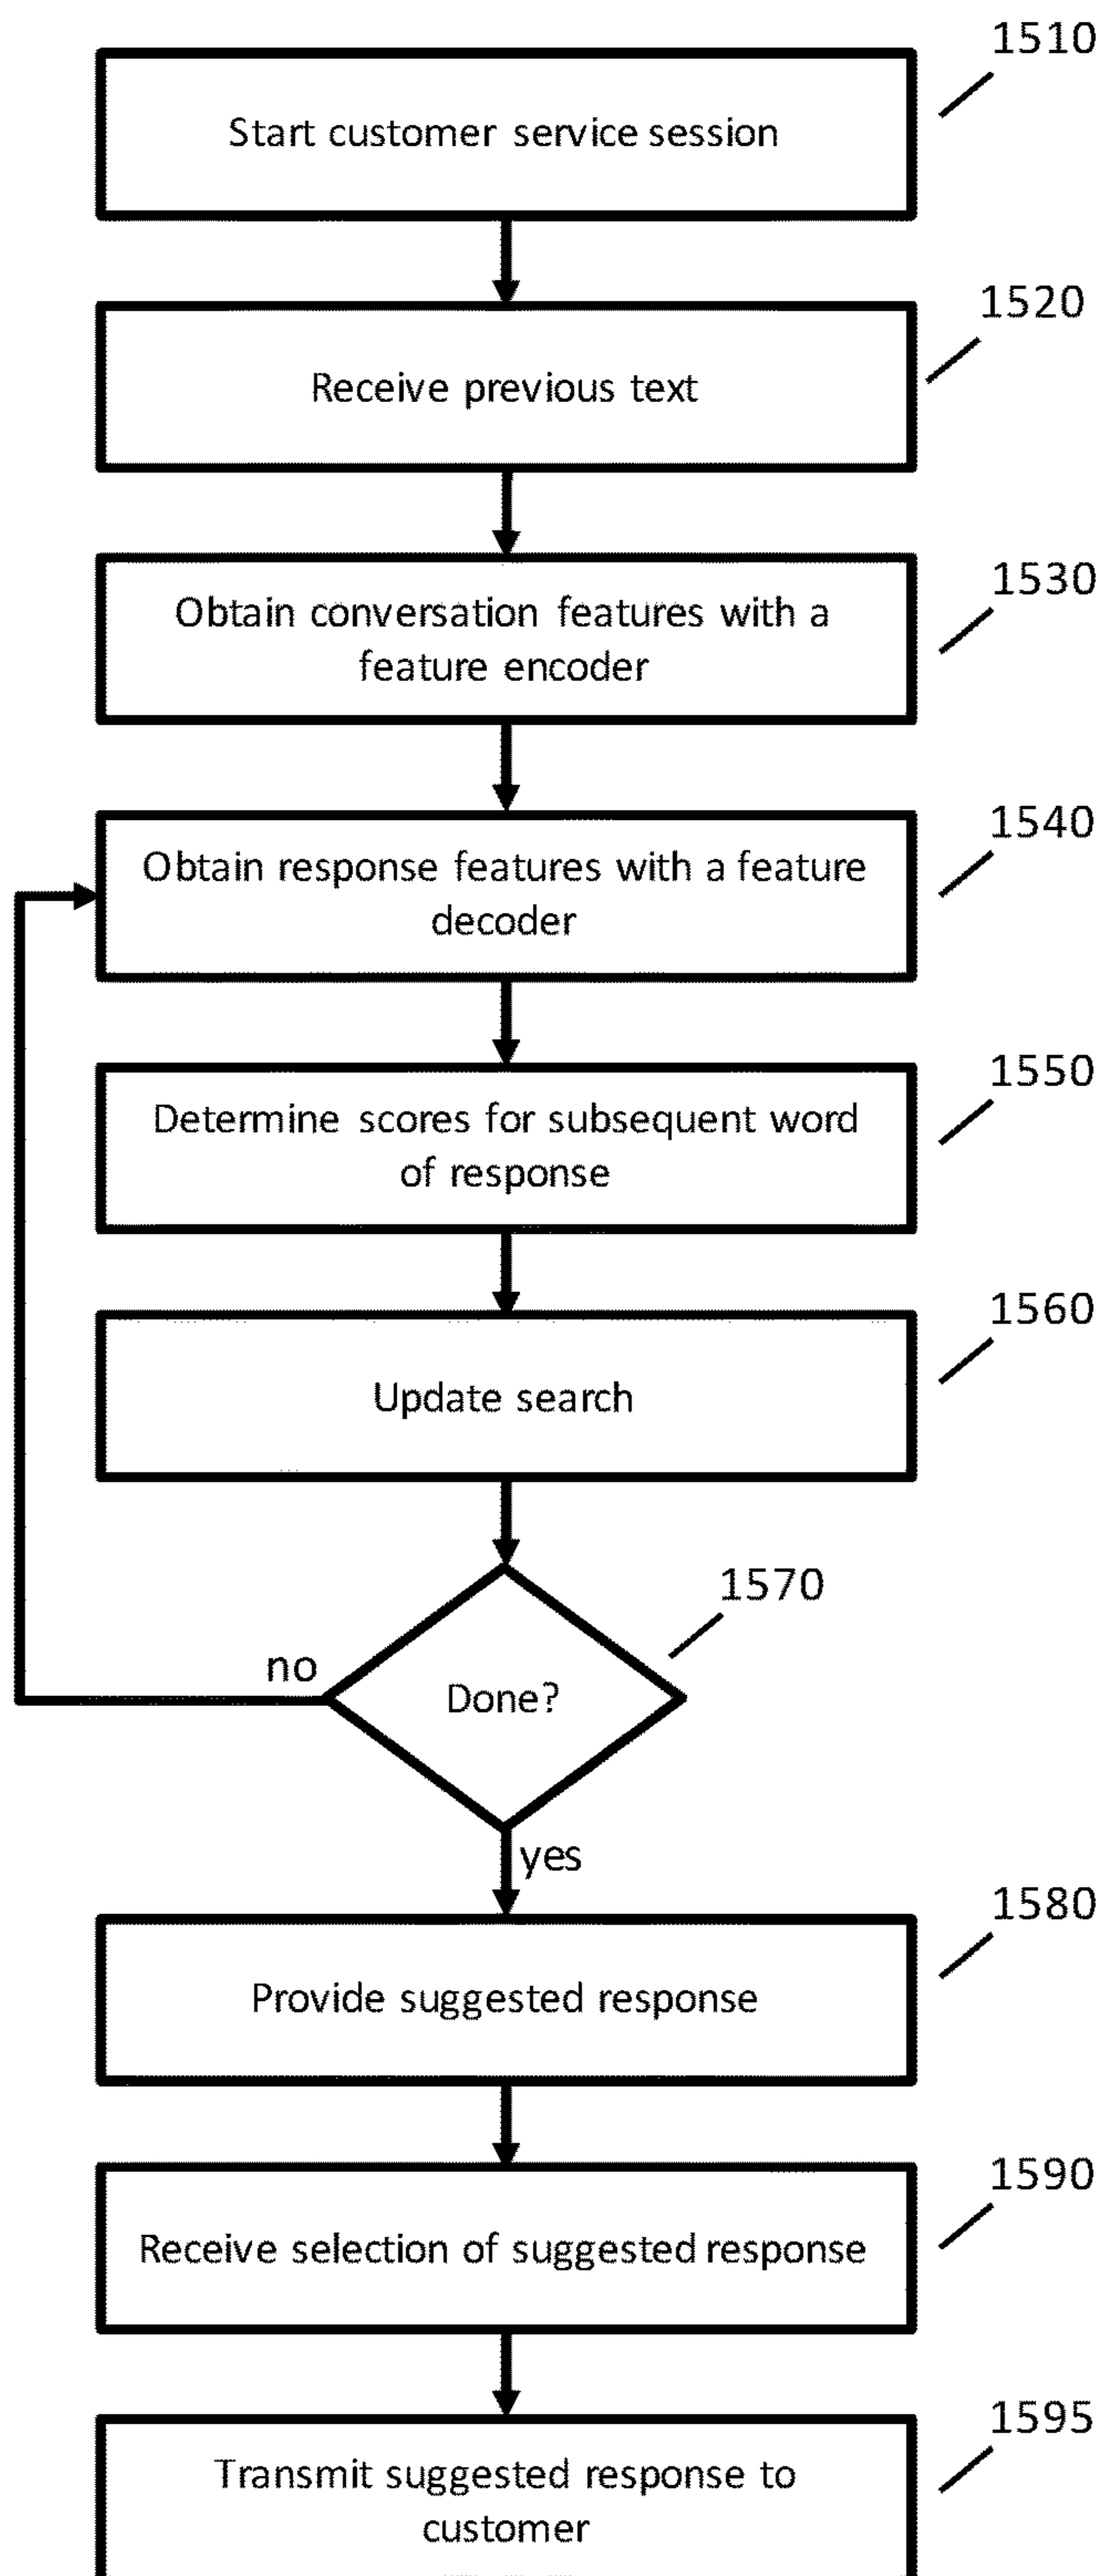 1510
Start customer service session
1520
Receive previous text
1530
Obtain conversation features with a
feature encoder
1540
Obtain response features with a feature
decoder
1550
Determine scores for subsequent word
of response
1560
Update search
1570
no
Done?
yes
1580
Provide suggested response
1590
Receive selection of suggested response
1595
Transmit suggested response to
customer